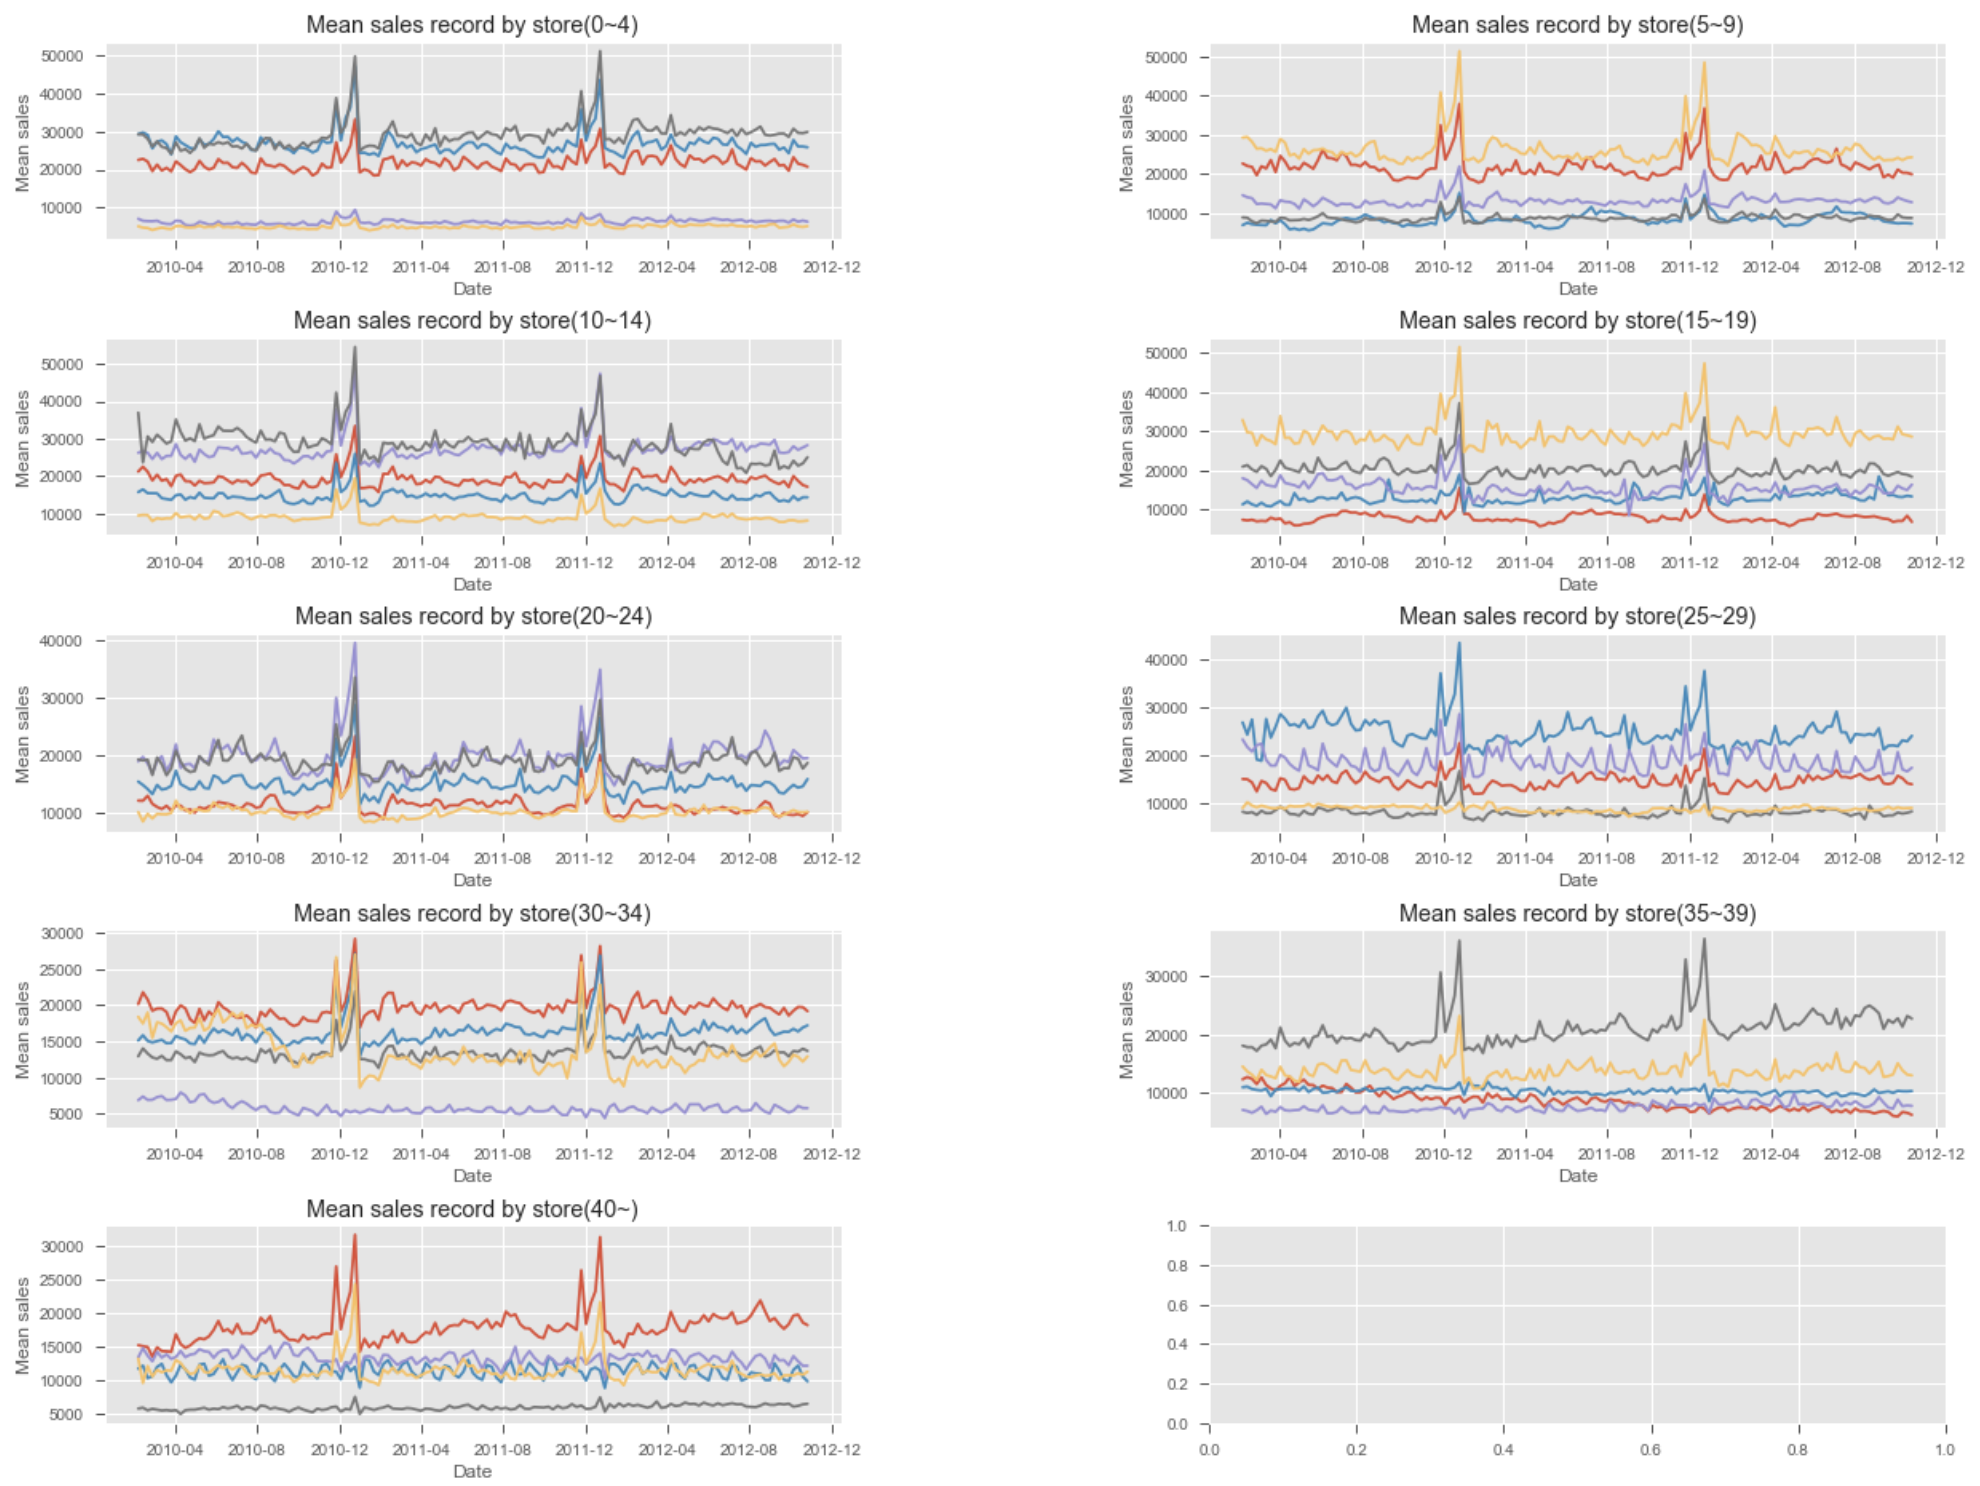 Mean sales record by store(0~4)
Mean sales
50000
40000
30000
20000
10000
2010-04 2010-08 2010-12 2011-04 2011-08 2011-12 2012-04 2012-08 2012-12
Date
Mean sales record by store(5~9)
Mean sales
50000
40000
30000
20000
10000
2010-04 2010-08 2010-12 2011-04 2011-08 2011-12 2012-04 2012-08 2012-12
Date
Mean sales record by store(10~14)
Mean sales
50000
40000
30000
20000
10000
2010-04 2010-08 2010-12 2011-04 2011-08 2011-12 2012-04 2012-08 2012-12
Date
Mean sales record by store(15~19)
Mean sales
50000
40000
30000
20000
10000
2010-04 2010-08 2010-12 2011-04 2011-08 2011-12 2012-04 2012-08 2012-12
Date
Mean sales record by store(20~24)
Mean sales
40000
30000
20000
10000
2010-04 2010-08 2010-12 2011-04 2011-08 2011-12 2012-04 2012-08 2012-12
Date
Mean sales record by store(25~29)
Mean sales
40000
30000
20000
10000
2010-04 2010-08 2010-12 2011-04 2011-08 2011-12 2012-04 2012-08 2012-12
Date
Mean sales record by store(30~34)
Mean sales
30000
25000
20000
15000
10000
5000
2010-04 2010-08 2010-12 2011-04 2011-08 2011-12 2012-04 2012-08 2012-12
Date
Mean sales record by store(35~39)
Mean sales
30000
20000
10000
2010-04 2010-08 2010-12 2011-04 2011-08 2011-12 2012-04 2012-08 2012-12
Date
Mean sales record by store(40~)
Mean sales
30000
25000
20000
15000
10000
5000
2010-04 2010-08 2010-12 2011-04 2011-08 2011-12 2012-04 2012-08 2012-12
Date
1.0
0.8
0.6
0.4
0.2
0.0
0.0 0.2 0.4 0.6 0.8 1.0